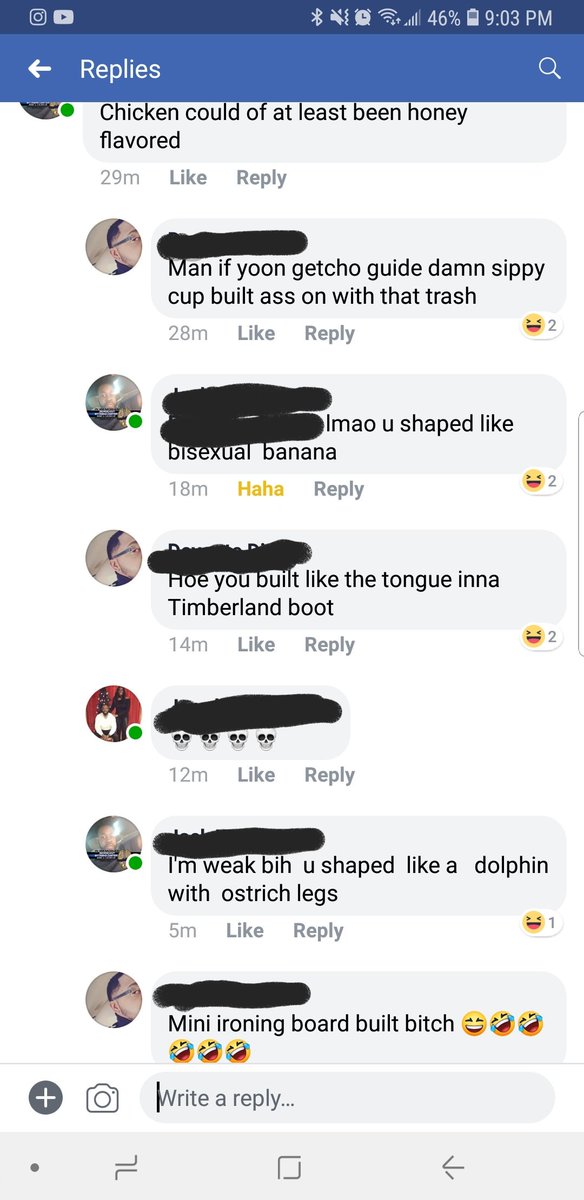 46% 9:03 PM
Replies
Chicken could of at least been honey
flavored
29m Like Reply
Man if yoon getcho guide damn sippy
cup built ass on with that trash
28m Like Reply
2
lmao u shaped like
bisexual banana
18m Haha Reply
2
Hoe you built like the tongue inna
Timberland boot
14m Like Reply
2
12m Like Reply
I'm weak bih u shaped like a dolphin
with ostrich legs
5m Like Reply
1
Mini ironing board built bitch
Write a reply...